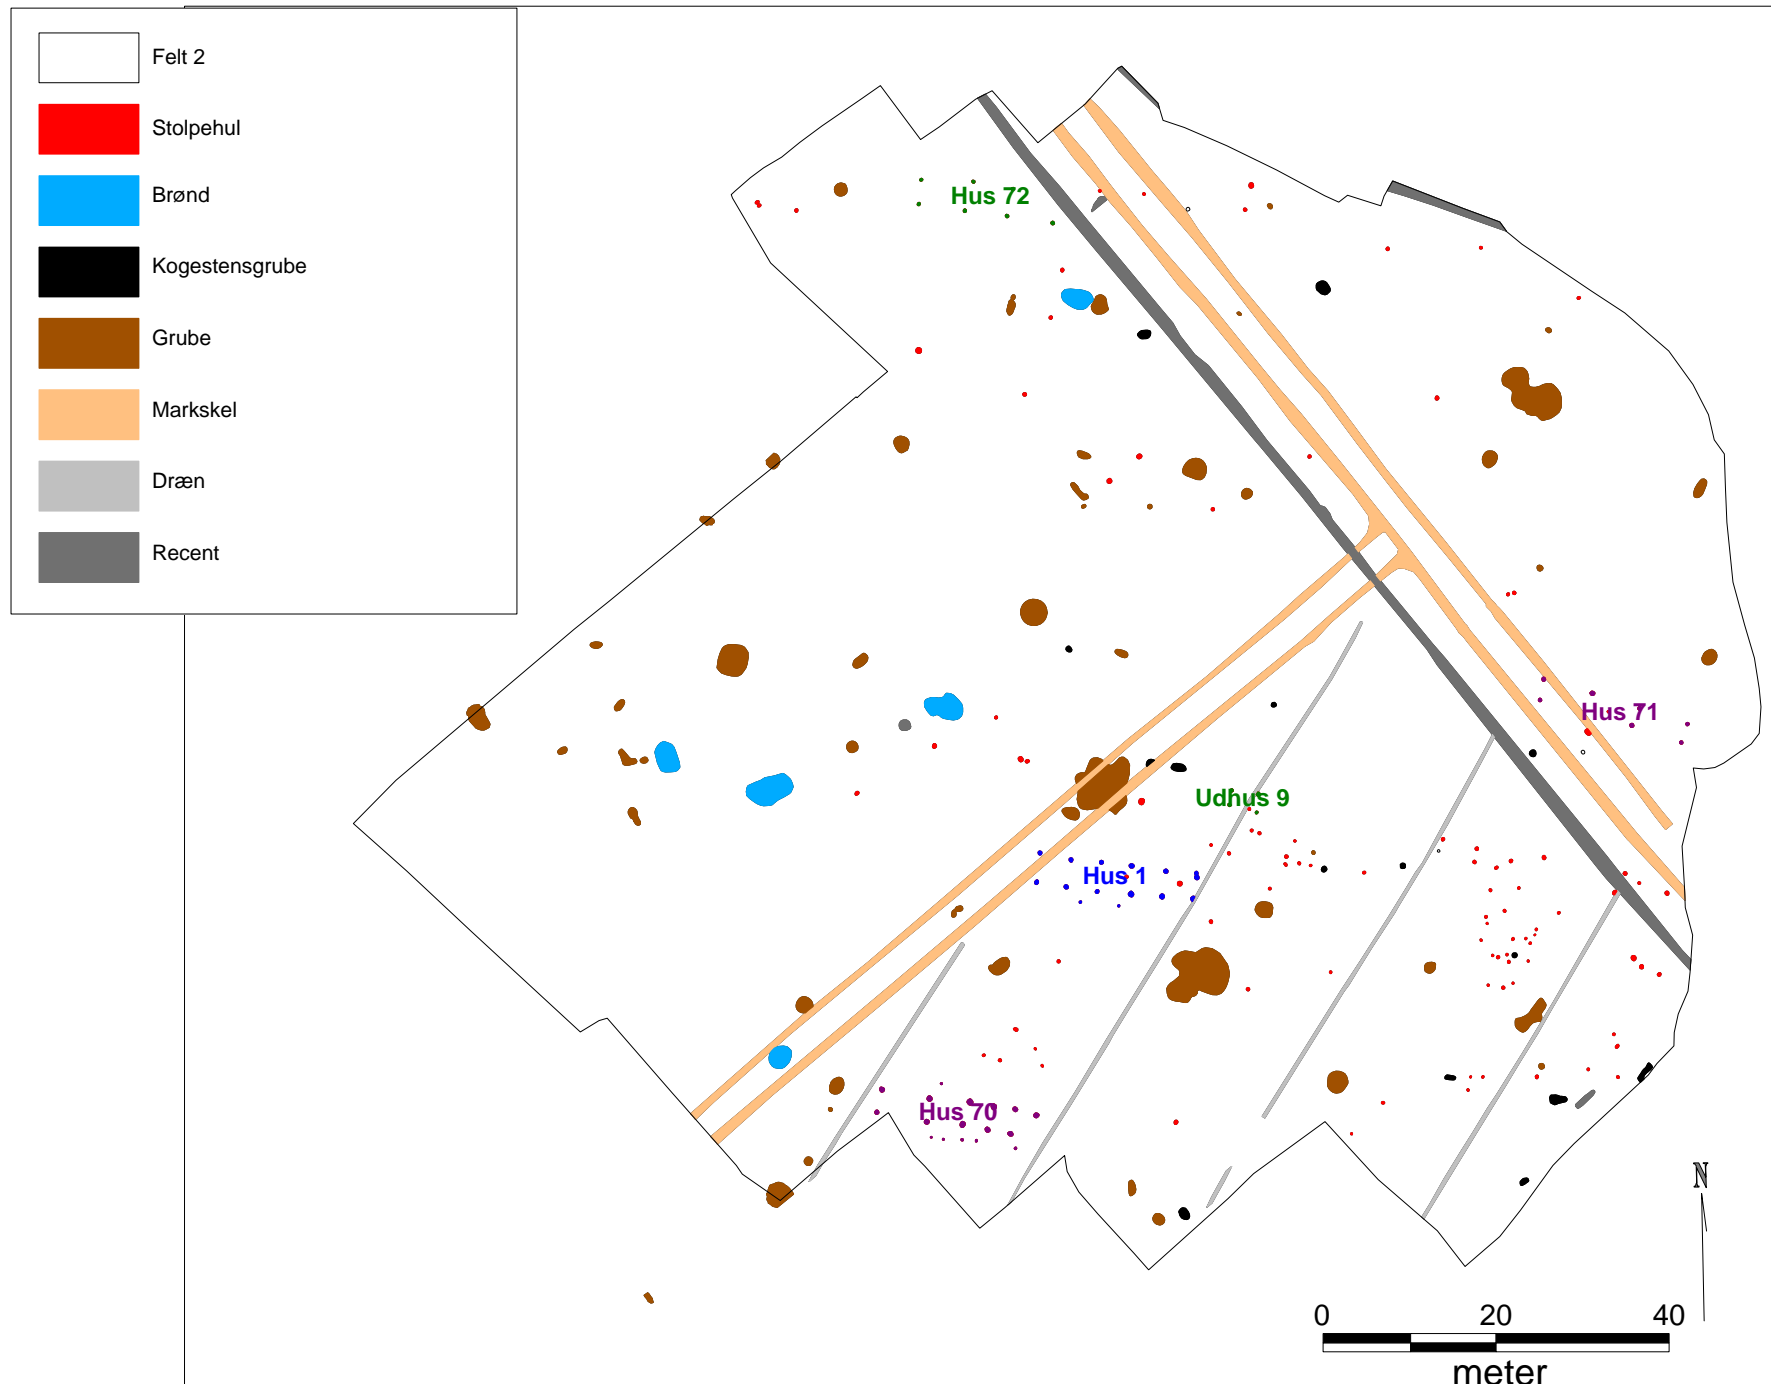 Felt 2
Stolpehul
Brønd
Kogestensgrube
Grube
Markskel
Dræn
Recent
Hus 72
Hus 71
Udhus 9
Hus 1
Hus 70
N
0 20 40
meter